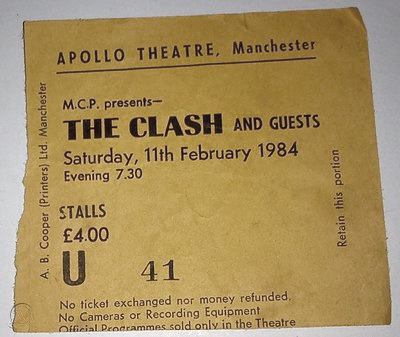 APOLLO THEATRE, Manchester
M.C.P. presents—
THE CLASH AND GUESTS
Saturday, 11th February 1984
Evening 7.30
STALLS
£4.00
U 41
No ticket exchanged nor money refunded.
No Cameras or Recording Equipment
Official Programmes sold only in the Theatre
A. B. Cooper (Printers) Ltd. Manchester
Retain this portion